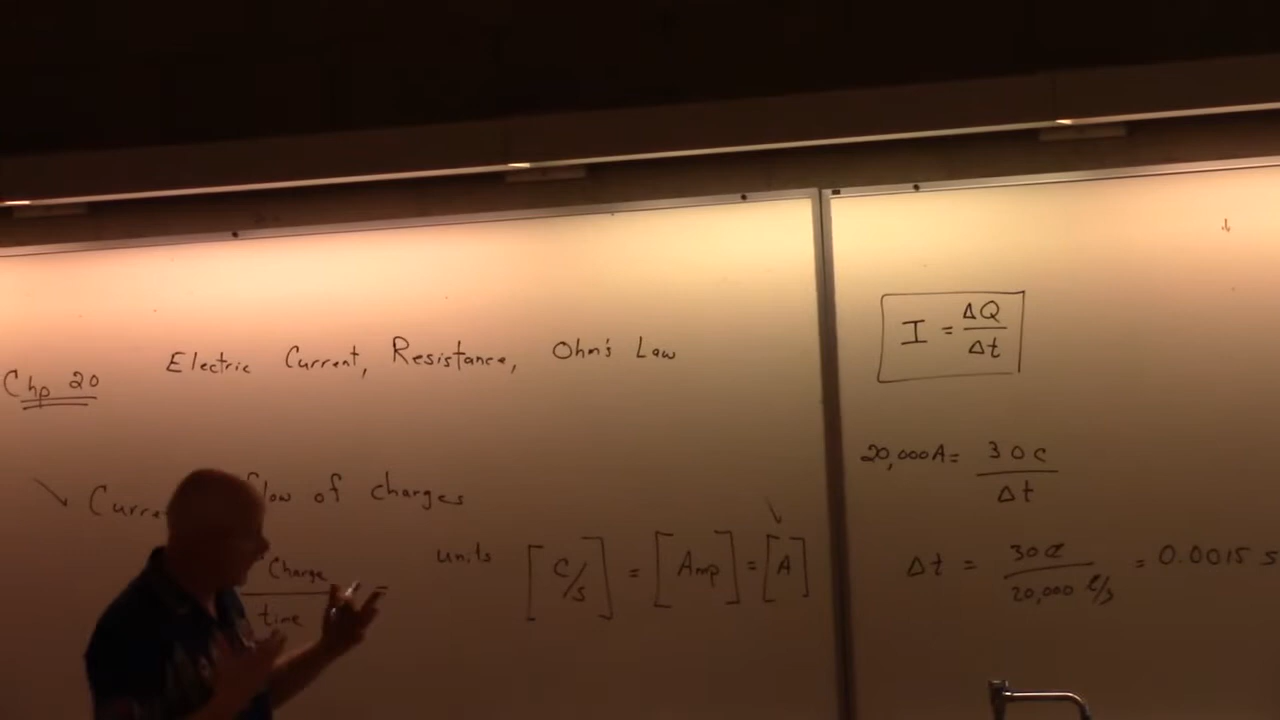 Chp 20 Electric Current, Resistance, Ohm's Law
flow of charges
Charge
time
units [C/s] = [Amp] = [A]
I = ΔQ/Δt
20,000A = 30C/Δt
Δt = 30C/20,000 C/s = 0.0015 s